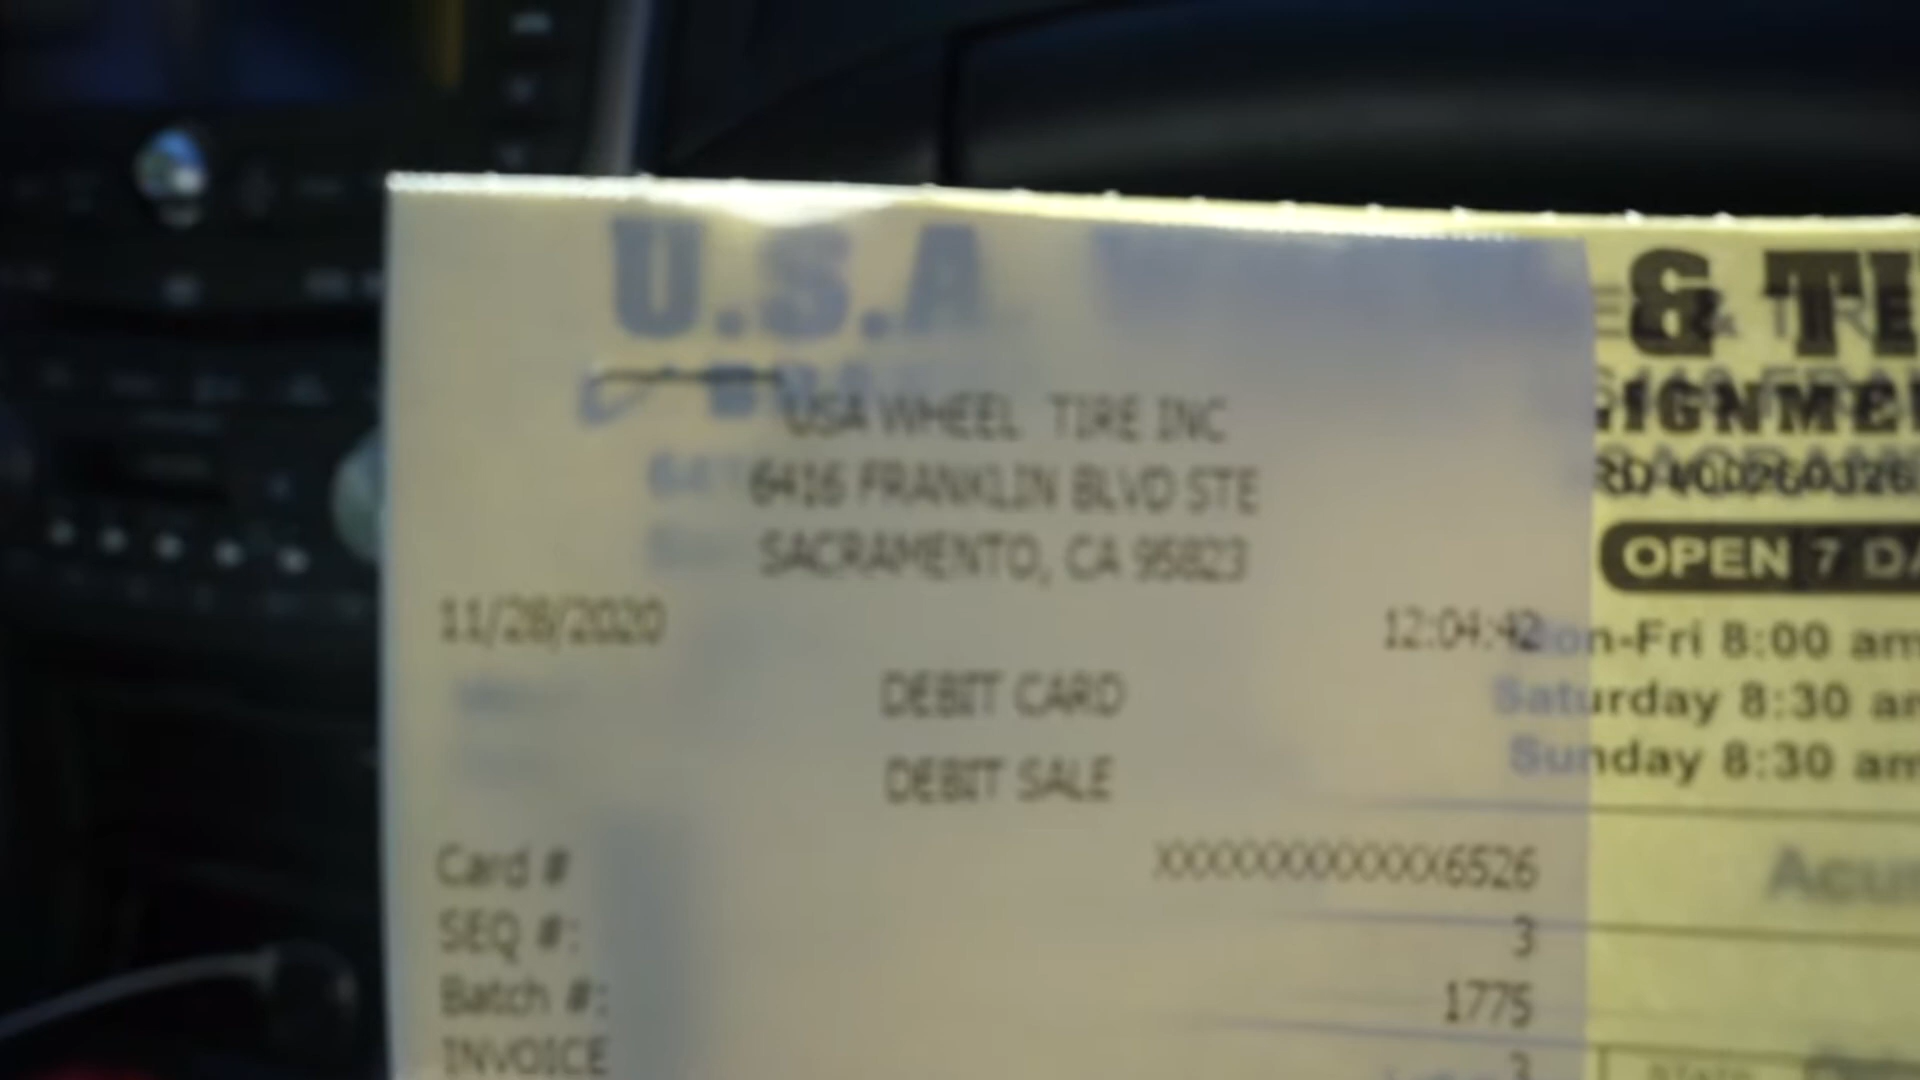 U.S.A
& TI
USA WHEEL TIRE INC
IGNME
6416 FRANKLIN BLVD STE
SACRAMENTO, CA 95823
OPEN 7 DA
11/28/2020 12:04:42
on-Fri 8:00 am
DEBIT CARD
Saturday 8:30 am
DEBIT SALE
Sunday 8:30 am
Card # XXXXXXXXXXXX6526
Acu
SEQ #: 3
Batch #: 1775
INVOICE 3